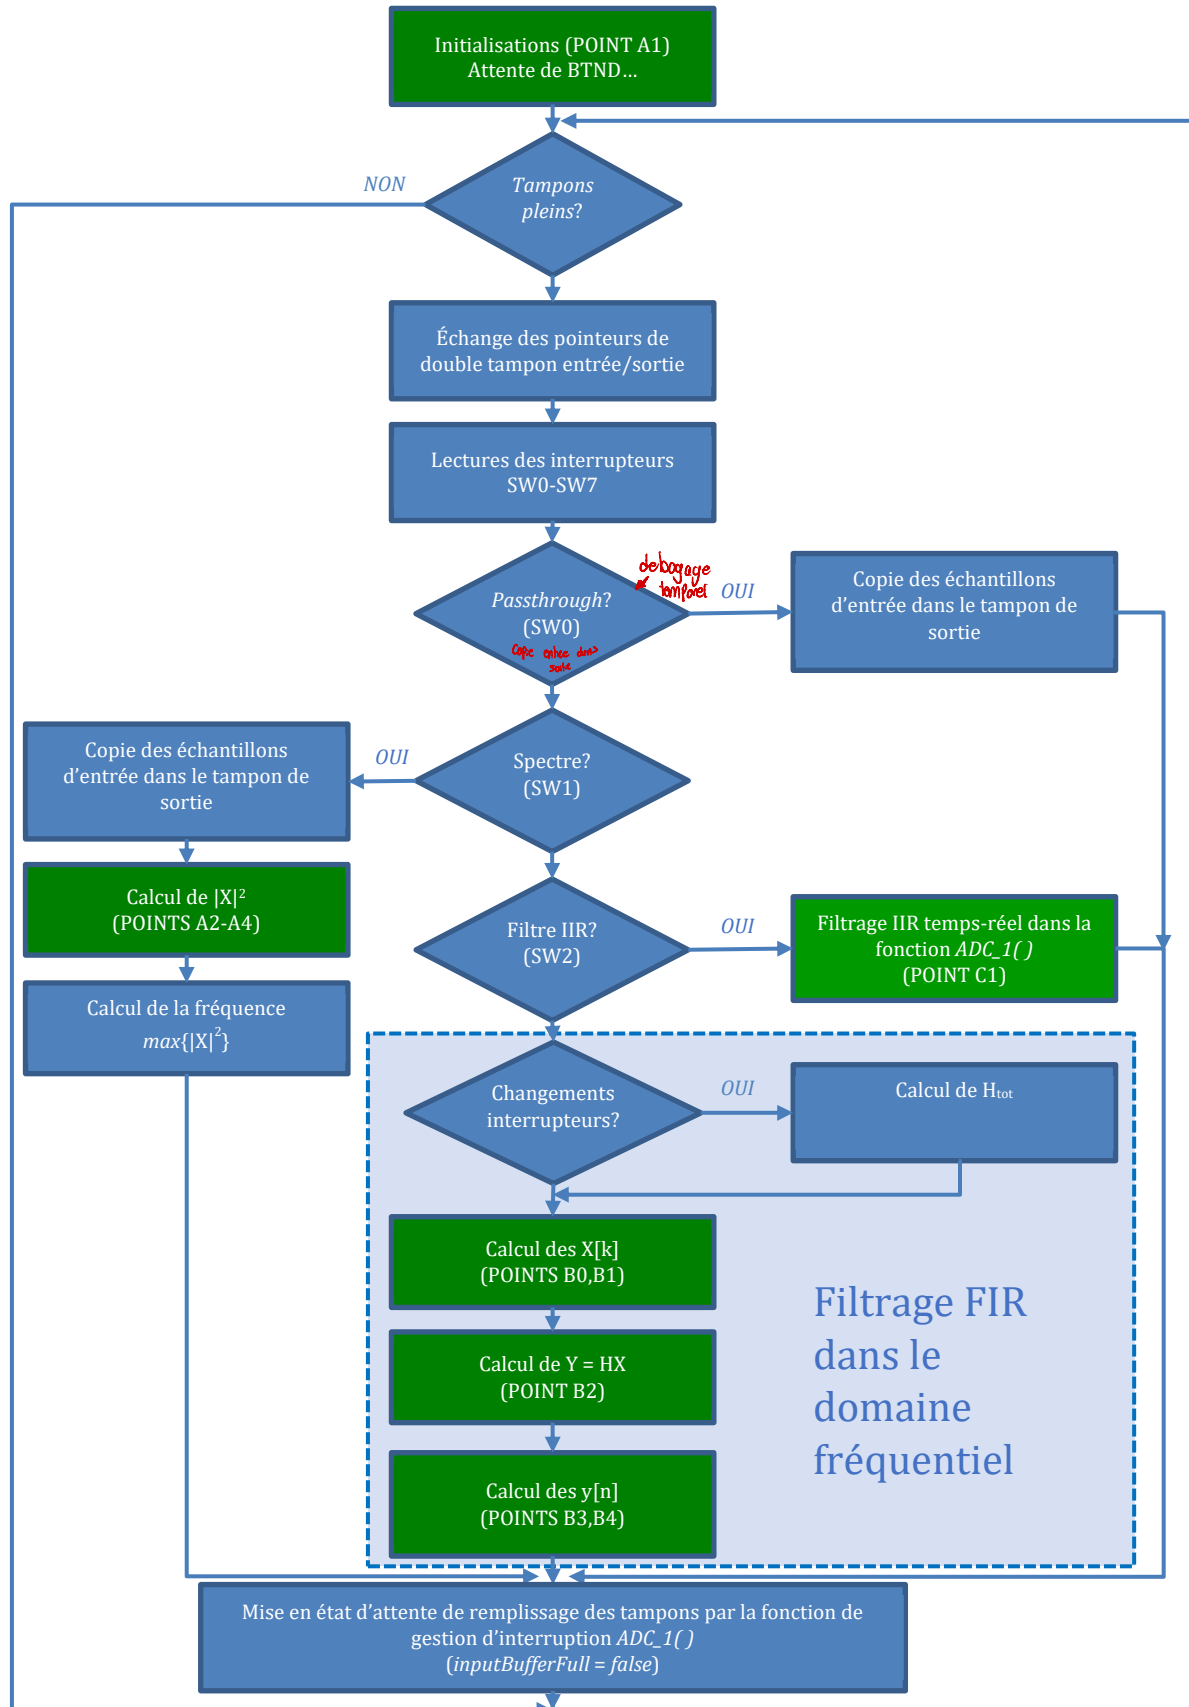 Initialisations (POINT A1)
Attente de BTND…
NON
Tampons
pleins?
Échange des pointeurs de
double tampon entrée/sortie
Lectures des interrupteurs
SW0-SW7
debogage
temporel
Passthrough?
(SW0)
Copie entrée dans
sortie
OUI
Copie des échantillons
d'entrée dans le tampon de
sortie
Spectre?
(SW1)
OUI
Copie des échantillons
d'entrée dans le tampon de
sortie
Calcul de |X|²
(POINTS A2-A4)
Calcul de la fréquence
max{|X|²}
Filtre IIR?
(SW2)
OUI
Filtrage IIR temps-réel dans la
fonction ADC_1( )
(POINT C1)
Changements
interrupteurs?
OUI
Calcul de Htot
Calcul des X[k]
(POINTS B0,B1)
Calcul de Y = HX
(POINT B2)
Calcul des y[n]
(POINTS B3,B4)
Filtrage FIR
dans le
domaine
fréquentiel
Mise en état d'attente de remplissage des tampons par la fonction de
gestion d'interruption ADC_1( )
(inputBufferFull = false)